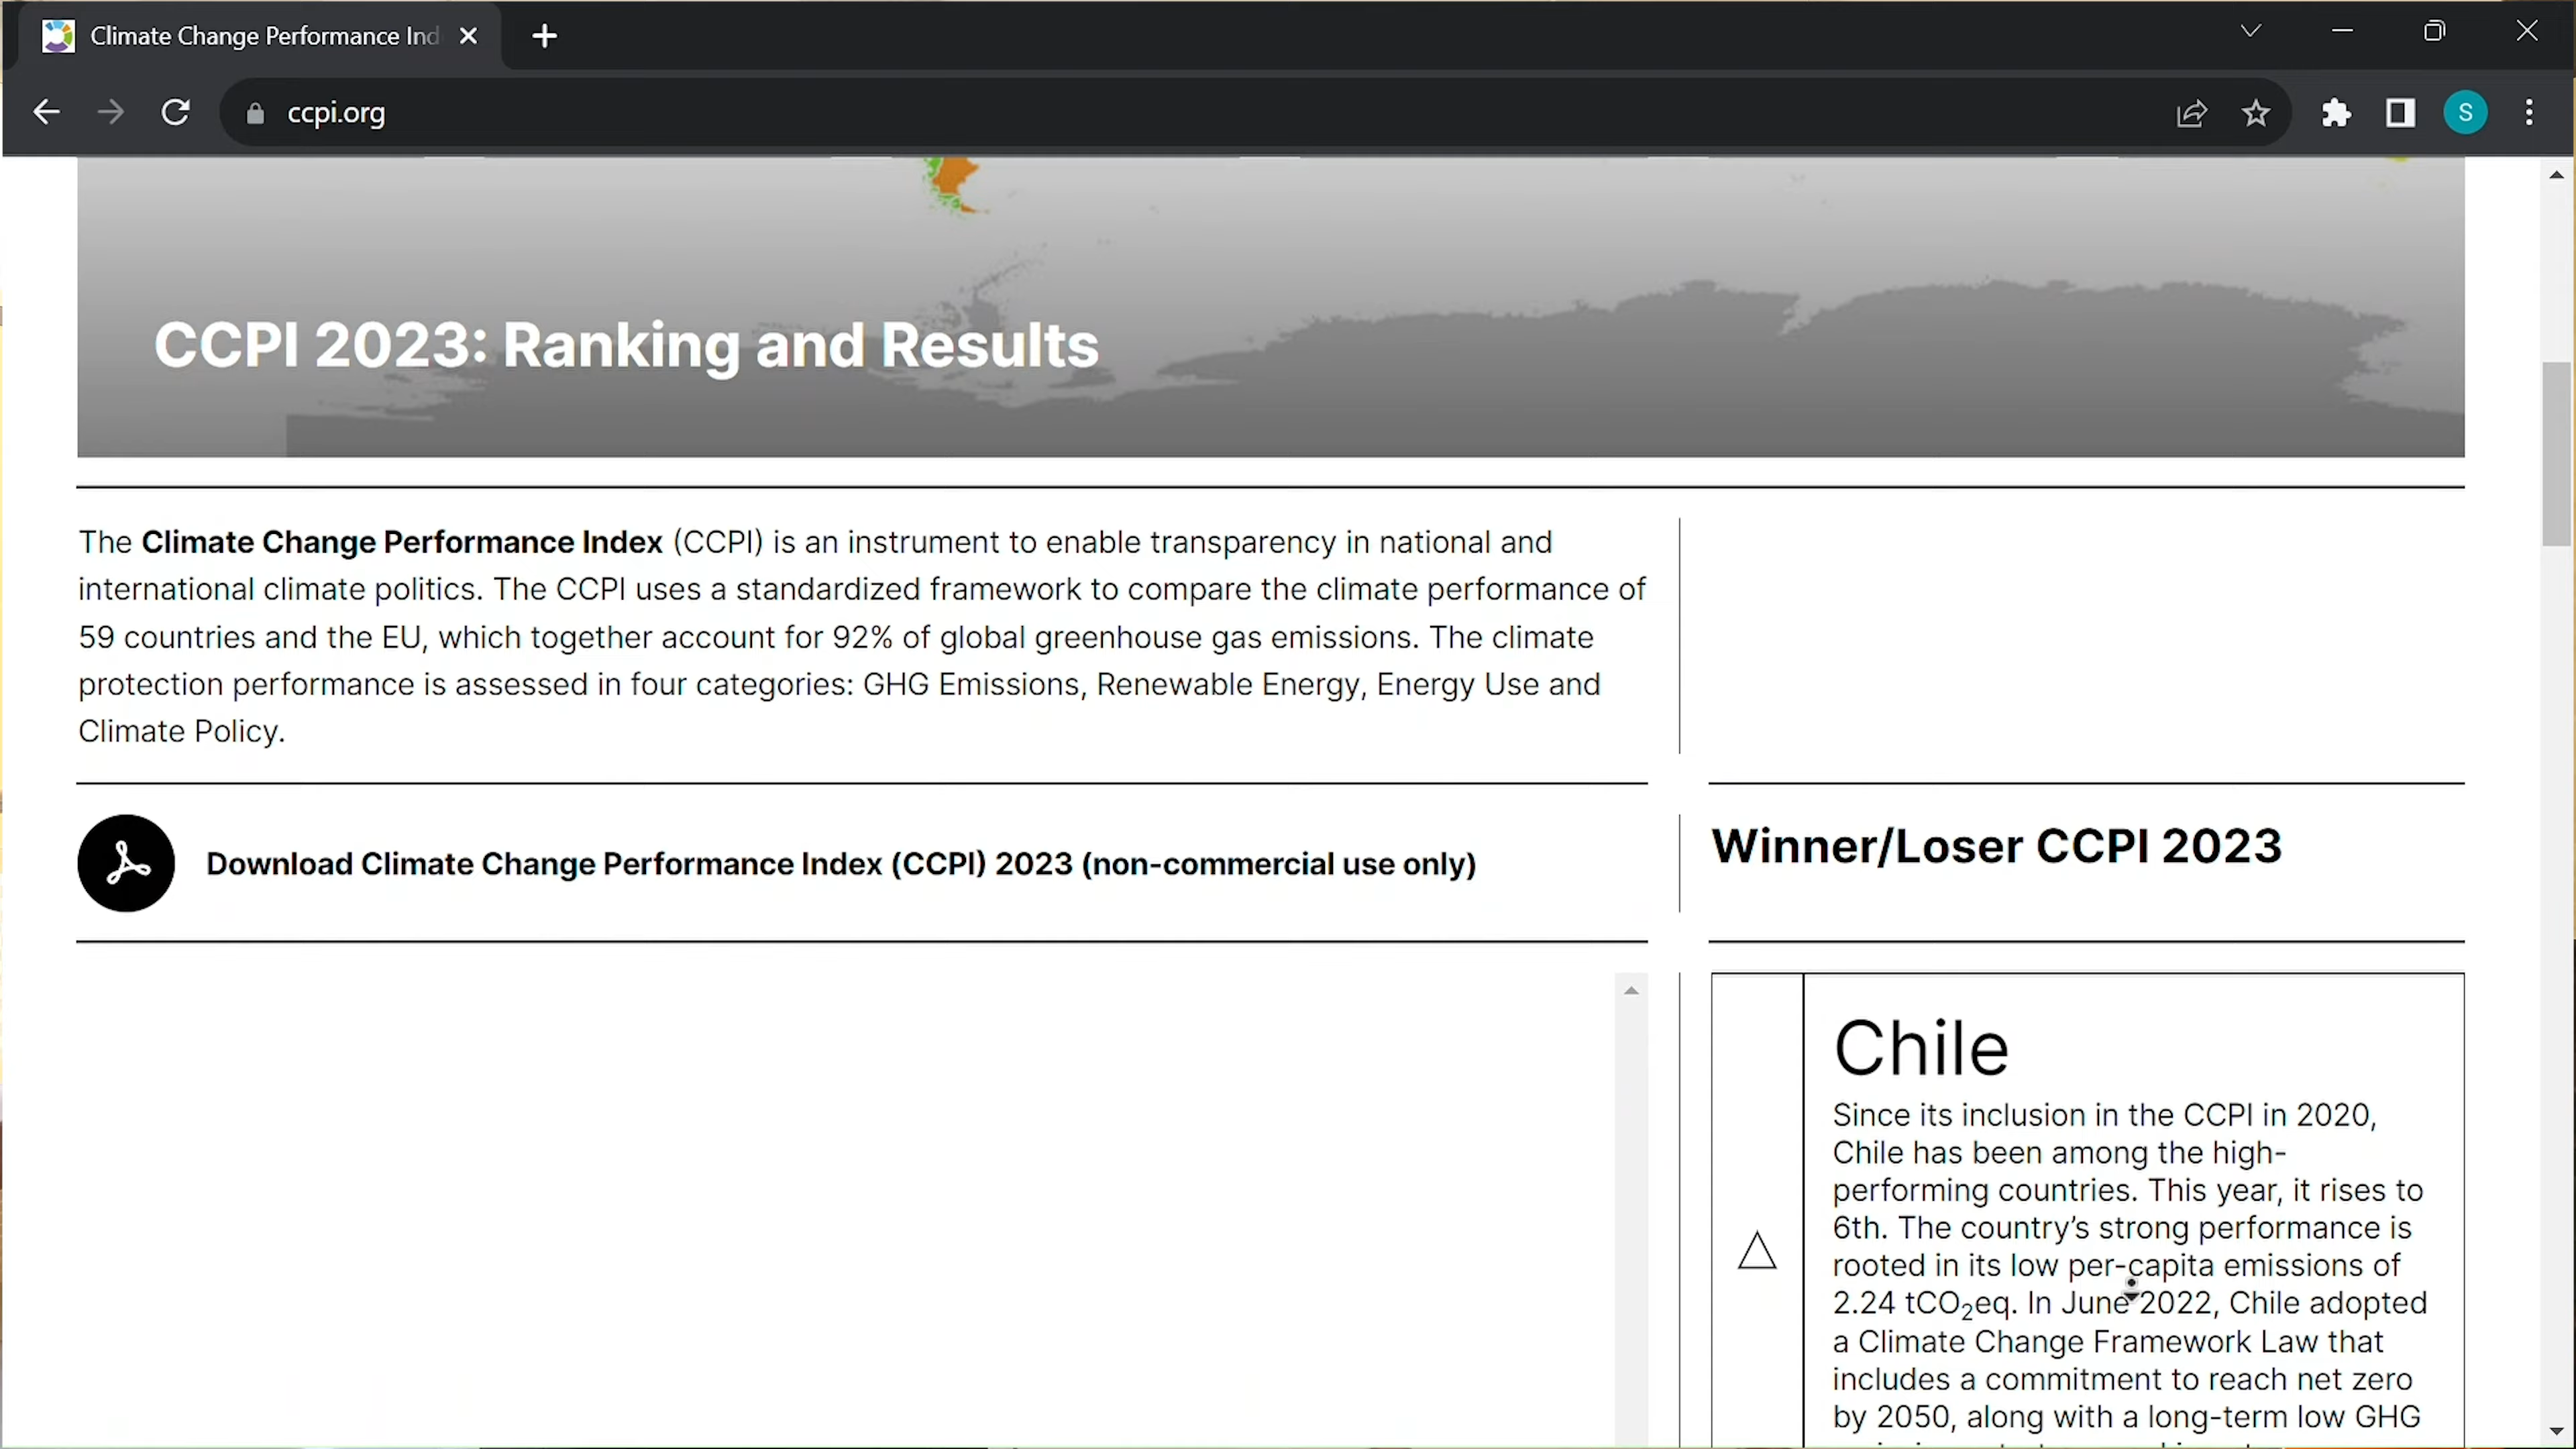 Climate Change Performance Ind
ccpi.org
S
CCPI 2023: Ranking and Results
The Climate Change Performance Index (CCPI) is an instrument to enable transparency in national and
international climate politics. The CCPI uses a standardized framework to compare the climate performance of
59 countries and the EU, which together account for 92% of global greenhouse gas emissions. The climate
protection performance is assessed in four categories: GHG Emissions, Renewable Energy, Energy Use and
Climate Policy.
Download Climate Change Performance Index (CCPI) 2023 (non-commercial use only)
Winner/Loser CCPI 2023
Chile
Since its inclusion in the CCPI in 2020,
Chile has been among the high-
performing countries. This year, it rises to
6th. The country’s strong performance is
rooted in its low per-capita emissions of
2.24 tCO₂eq. In June 2022, Chile adopted
a Climate Change Framework Law that
includes a commitment to reach net zero
by 2050, along with a long-term low GHG